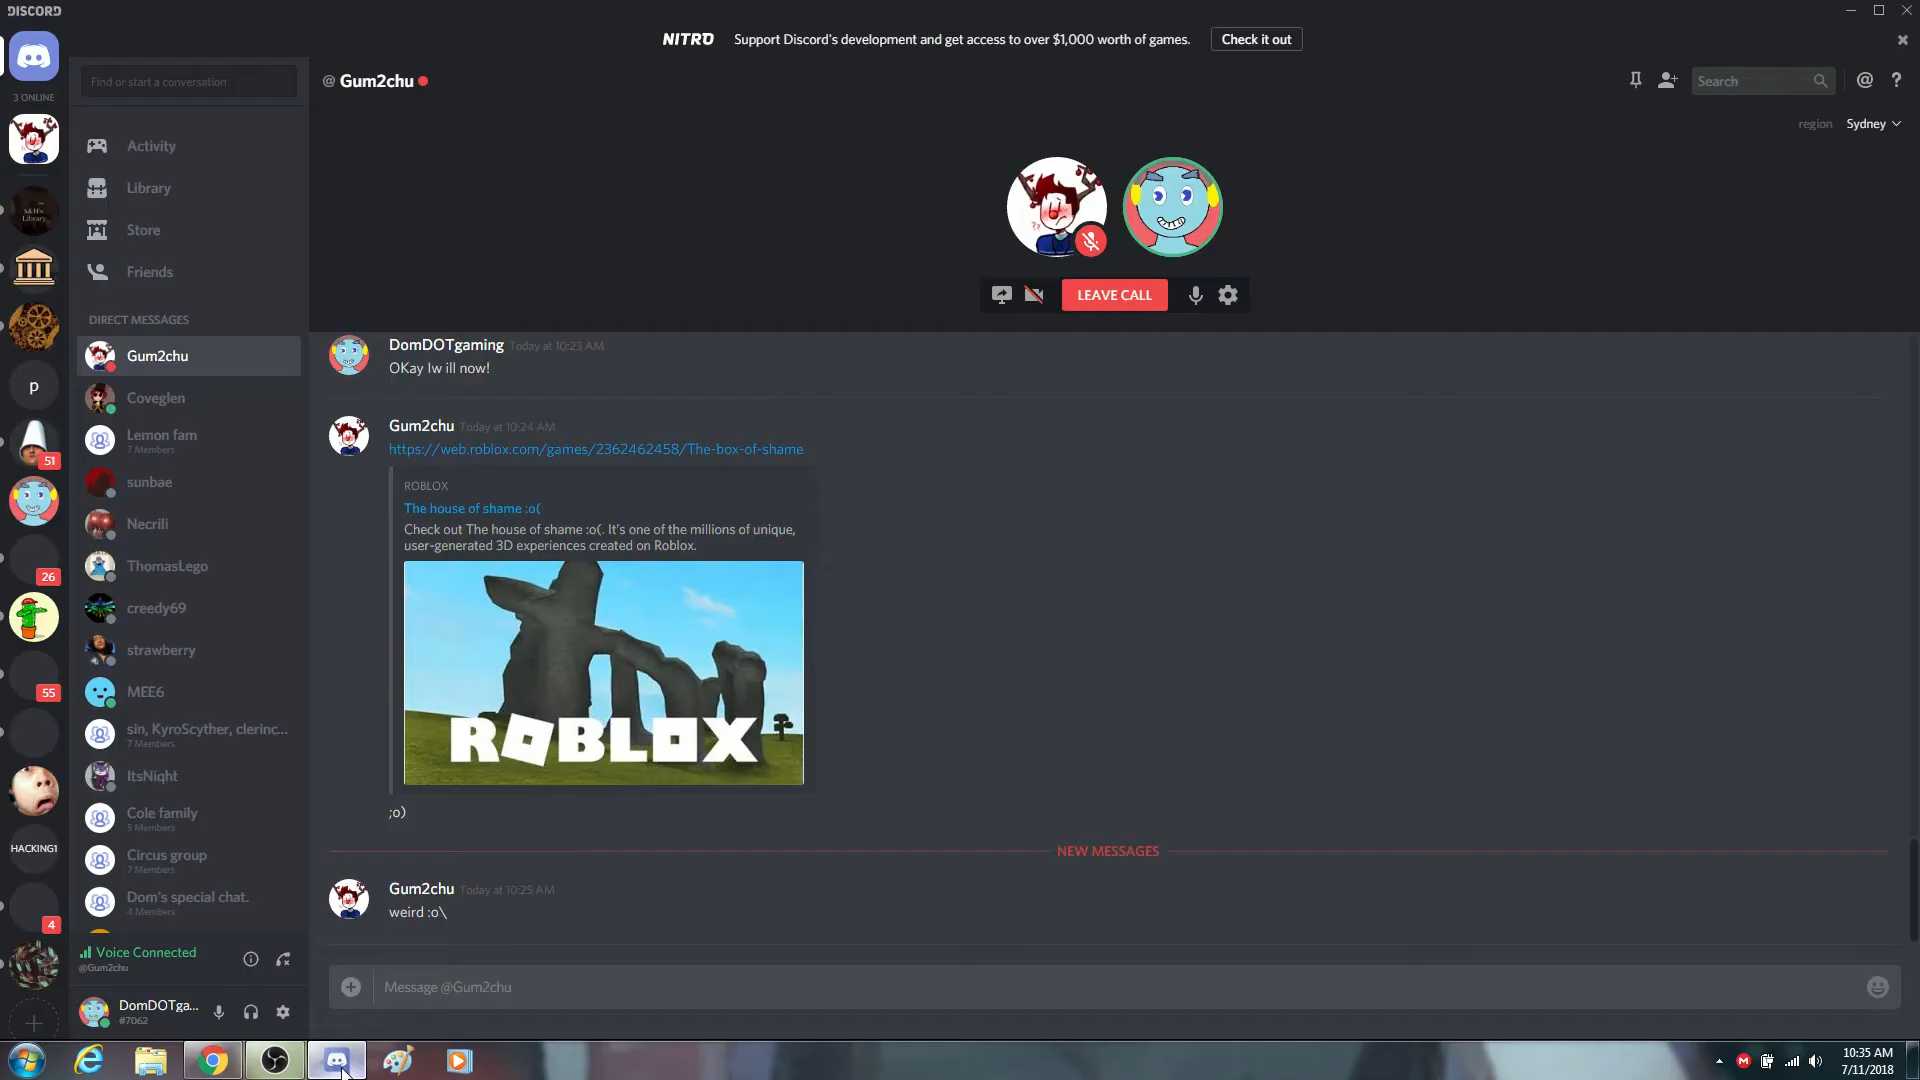 DISCORD
NITRO Support Discord's development and get access to over $1,000 worth of games. Check it out
3 ONLINE
Find or start a conversation
@ Gum2chu
Search
@ ?
region Sydney
Activity
Library
Store
Friends
S&H's
Library
p
51
26
55
HACKING1
4
DIRECT MESSAGES
Gum2chu
Coveglen
Lemon fam
7 Members
sunbae
Necrili
ThomasLego
creedy69
strawberry
MEE6
sin, KyroScyther, clerinc...
7 Members
ItsNiqht
Cole family
5 Members
Circus group
7 Members
Dom's special chat.
4 Members
Voice Connected
@Gum2chu
DomDOTga...
#7062
LEAVE CALL
DomDOTgaming Today at 10:23 AM
OKay Iw ill now!
Gum2chu Today at 10:24 AM
https://web.roblox.com/games/2362462458/The-box-of-shame
ROBLOX
The house of shame :o(
Check out The house of shame :o(. It's one of the millions of unique,
user-generated 3D experiences created on Roblox.
ROBLOX
;o)
NEW MESSAGES
Gum2chu Today at 10:25 AM
weird :o\
Message @Gum2chu
10:35 AM
7/11/2018